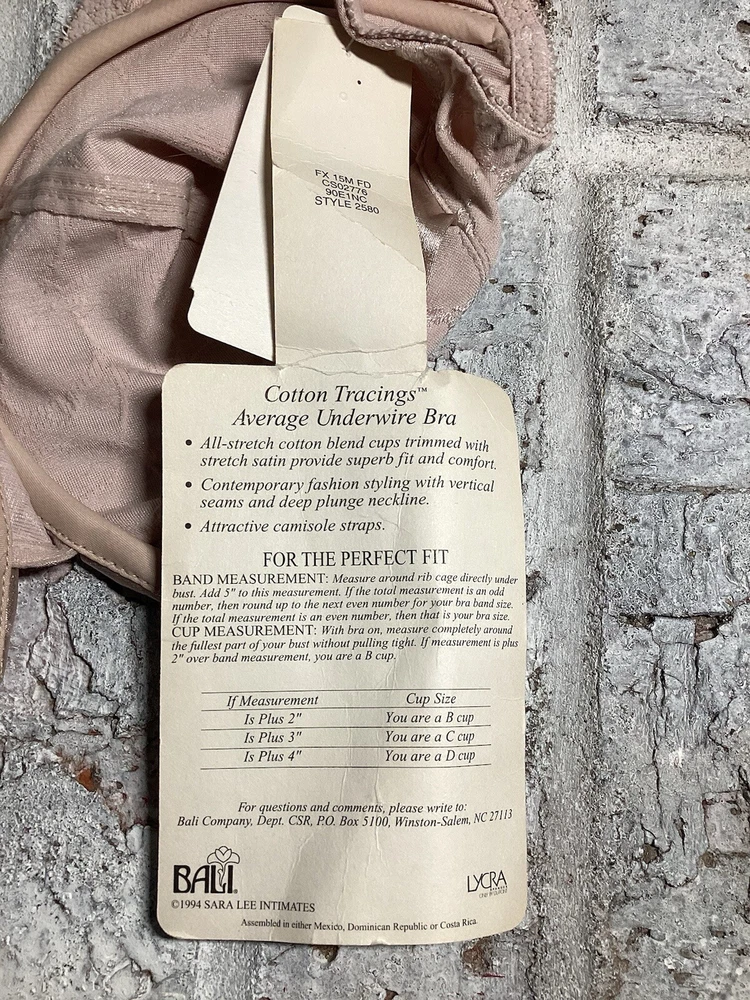 FX 15M FD
CS02776
90E1NC
STYLE 2580
Cotton Tracings™
Average Underwire Bra
• All-stretch cotton blend cups trimmed with
stretch satin provide superb fit and comfort.
• Contemporary fashion styling with vertical
seams and deep plunge neckline.
• Attractive camisole straps.
FOR THE PERFECT FIT
BAND MEASUREMENT: Measure around rib cage directly under
bust. Add 5" to this measurement. If the total measurement is an odd
number, then round up to the next even number for your bra band size.
If the total measurement is an even number, then that is your bra size.
CUP MEASUREMENT: With bra on, measure completely around
the fullest part of your bust without pulling tight. If measurement is plus
2" over band measurement, you are a B cup.
If Measurement Cup Size
Is Plus 2" You are a B cup
Is Plus 3" You are a C cup
Is Plus 4" You are a D cup
For questions and comments, please write to:
Bali Company, Dept. CSR, P.O. Box 5100, Winston-Salem, NC 27113
BALI®
LYCRA
©1994 SARA LEE INTIMATES
Assembled in either Mexico, Dominican Republic or Costa Rica.